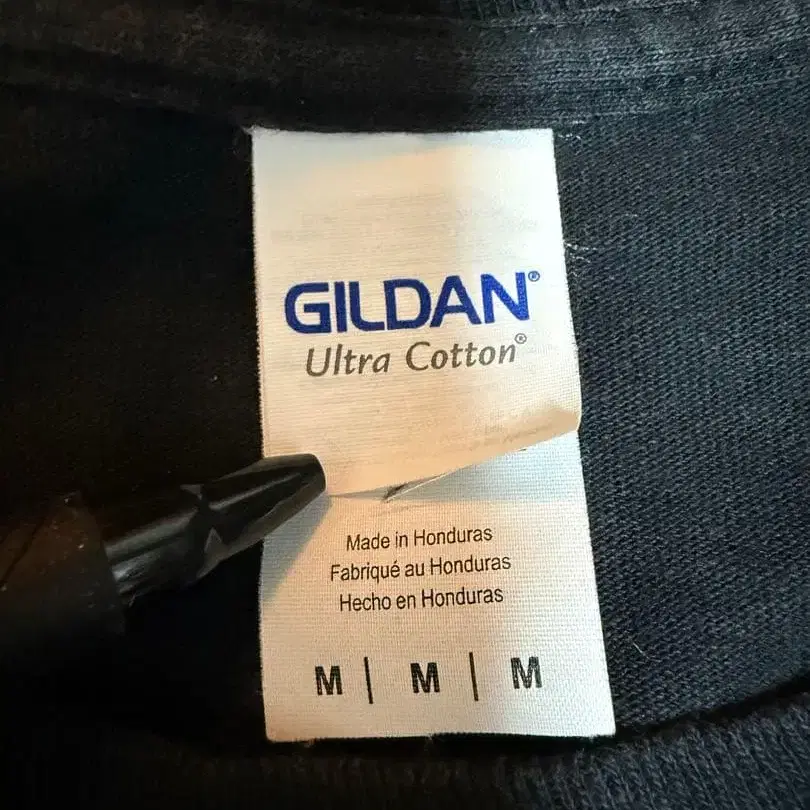 GILDAN®
Ultra Cotton®
Made in Honduras
Fabriqué au Honduras
Hecho en Honduras
M | M | M